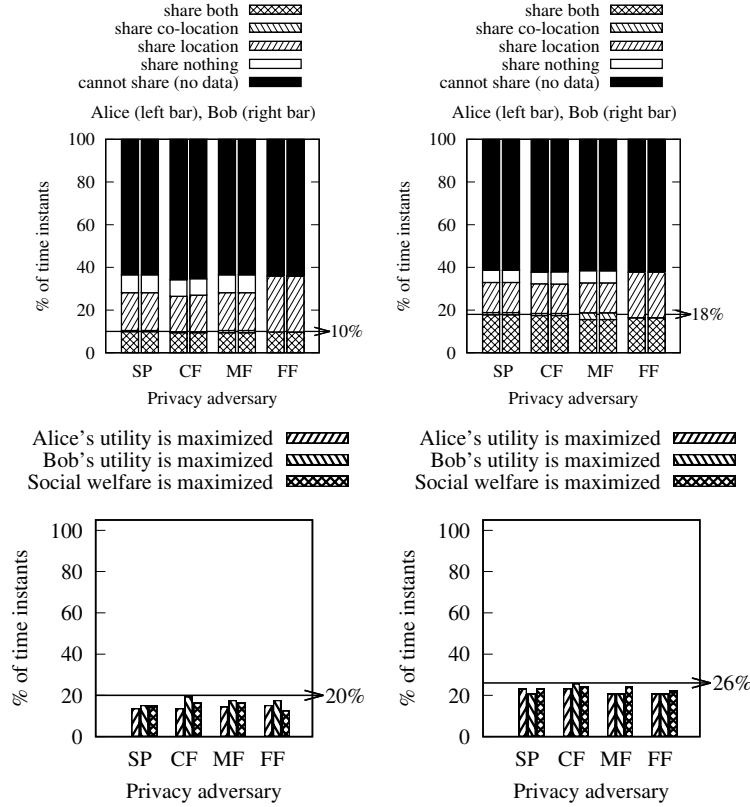 share both
share co-location
share location
share nothing
cannot share (no data)
Alice (left bar), Bob (right bar)
% of time instants
100
80
60
40
20
0
10%
SP CF MF FF
Privacy adversary
share both
share co-location
share location
share nothing
cannot share (no data)
Alice (left bar), Bob (right bar)
% of time instants
100
80
60
40
20
0
18%
SP CF MF FF
Privacy adversary
Alice's utility is maximized
Bob's utility is maximized
Social welfare is maximized
% of time instants
100
80
60
40
20
0
20%
SP CF MF FF
Privacy adversary
Alice's utility is maximized
Bob's utility is maximized
Social welfare is maximized
% of time instants
100
80
60
40
20
0
26%
SP CF MF FF
Privacy adversary